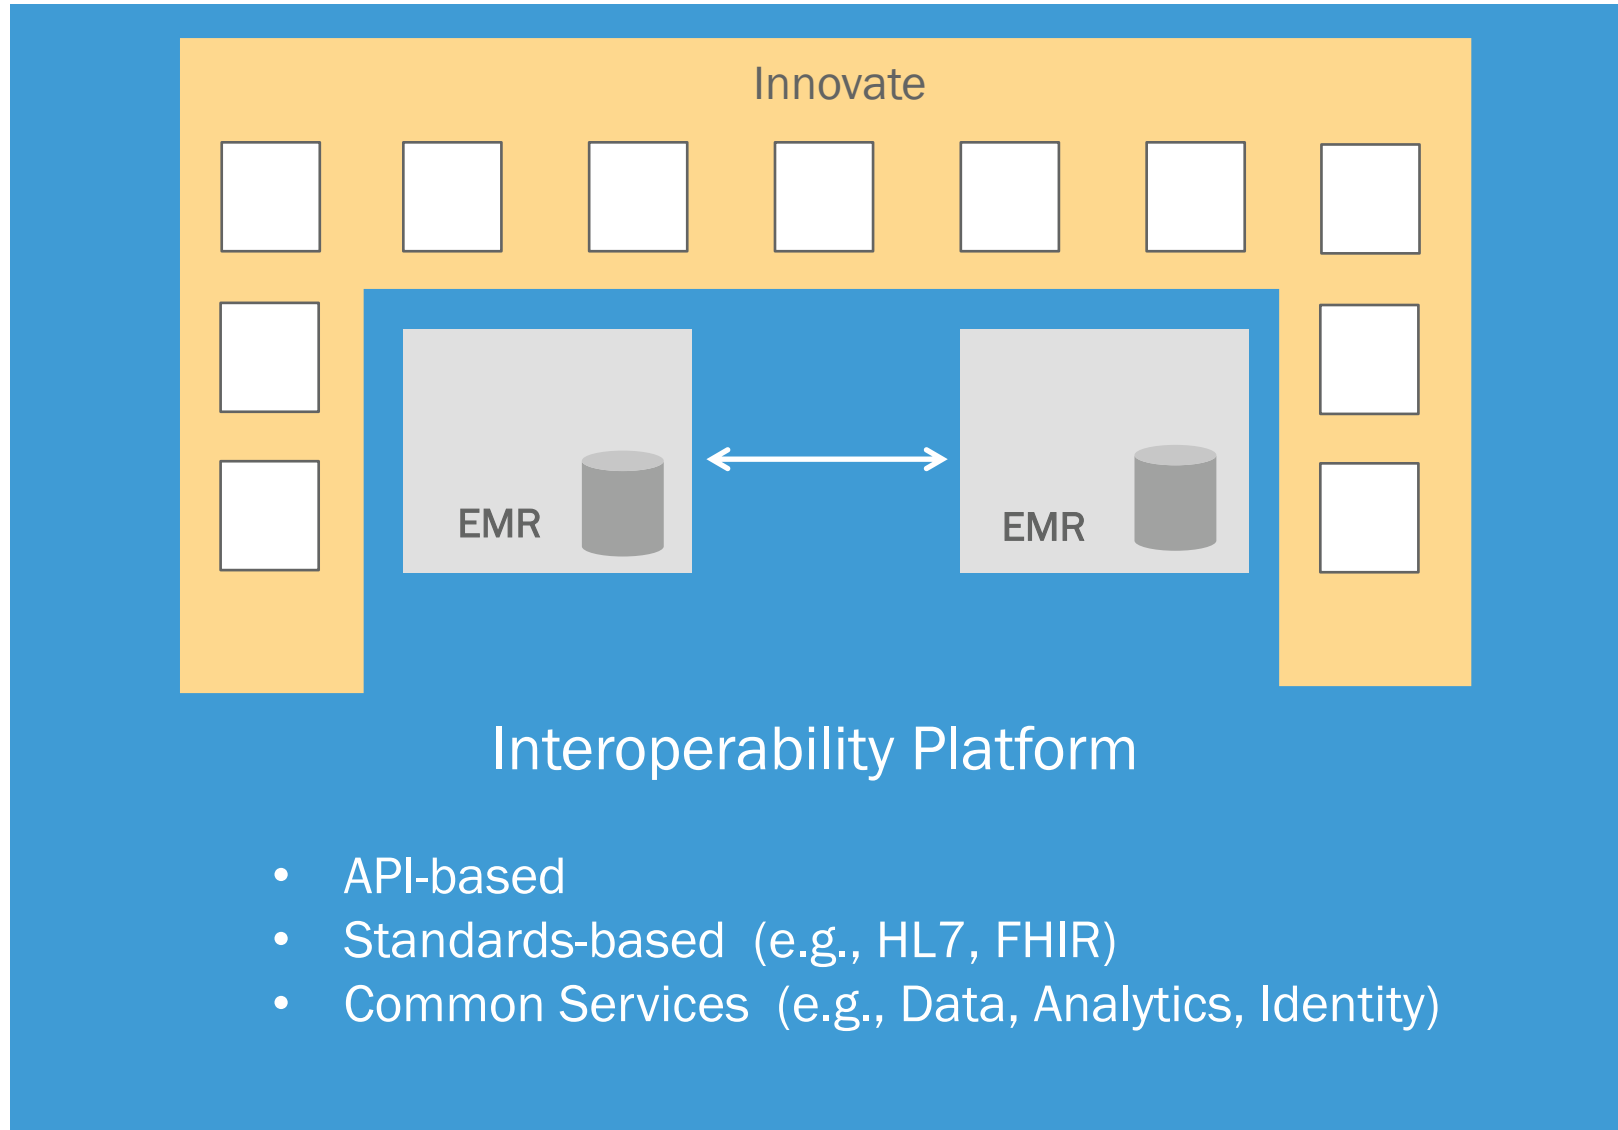 Innovate
EMR
EMR
Interoperability Platform
• API-based
• Standards-based (e.g., HL7, FHIR)
• Common Services (e.g., Data, Analytics, Identity)